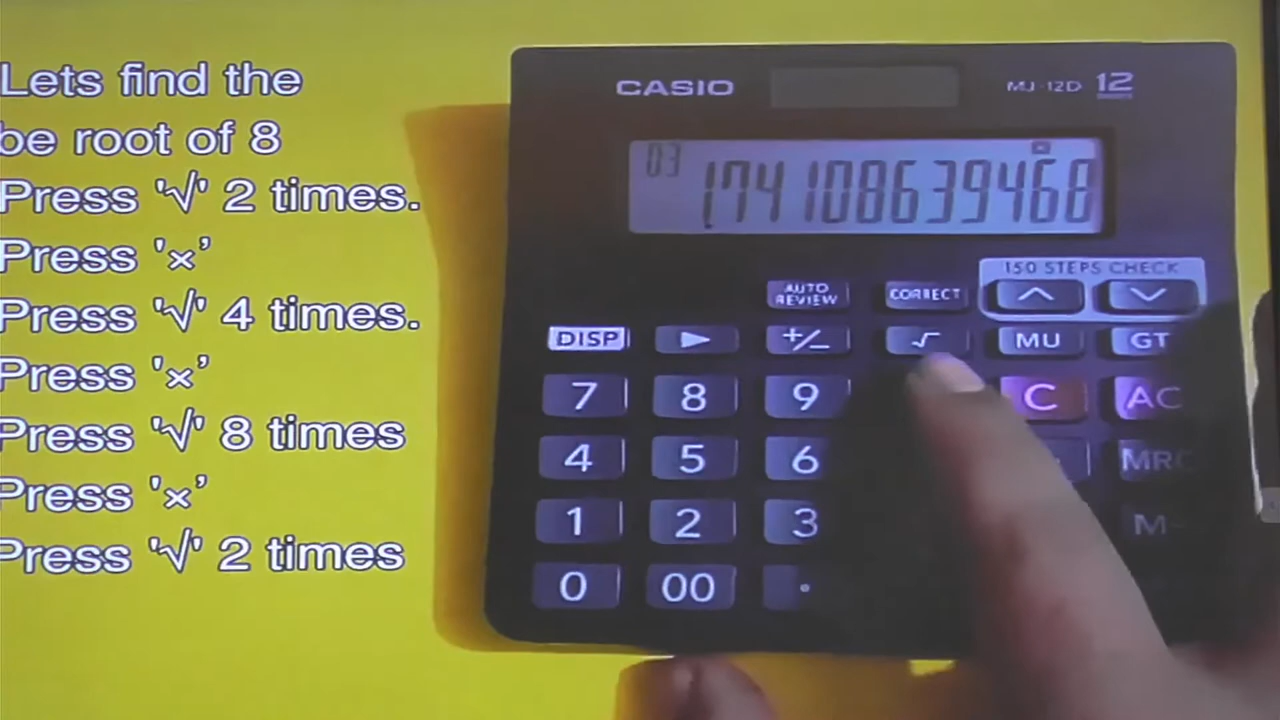 Lets find the
be root of 8
Press '√' 2 times.
Press '×’
Press '√' 4 times.
Press '×’
Press '√' 8 times
Press '×’
Press '√' 2 times
CASIO
MJ-12D 12
03
1.74108639468
150 STEPS CHECK
AUTO REVIEW CORRECT
DISP +/− √ MU GT
7 8 9 C AC
4 5 6 MRC
1 2 3 M-
0 00 .